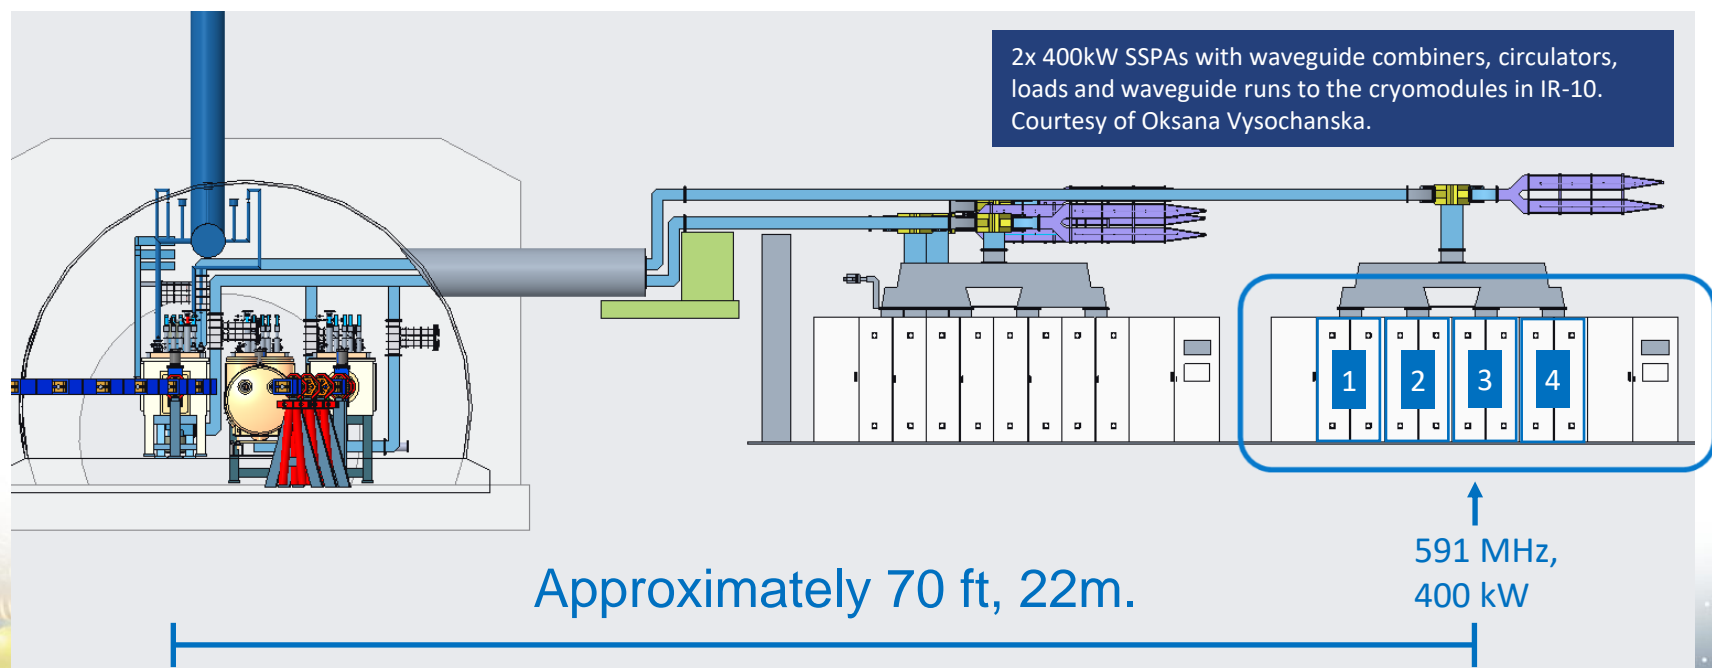 2x 400kW SSPAs with waveguide combiners, circulators,
loads and waveguide runs to the cryomodules in IR-10.
Courtesy of Oksana Vysochanska.
1
2
3
4
591 MHz,
400 kW
Approximately 70 ft, 22m.